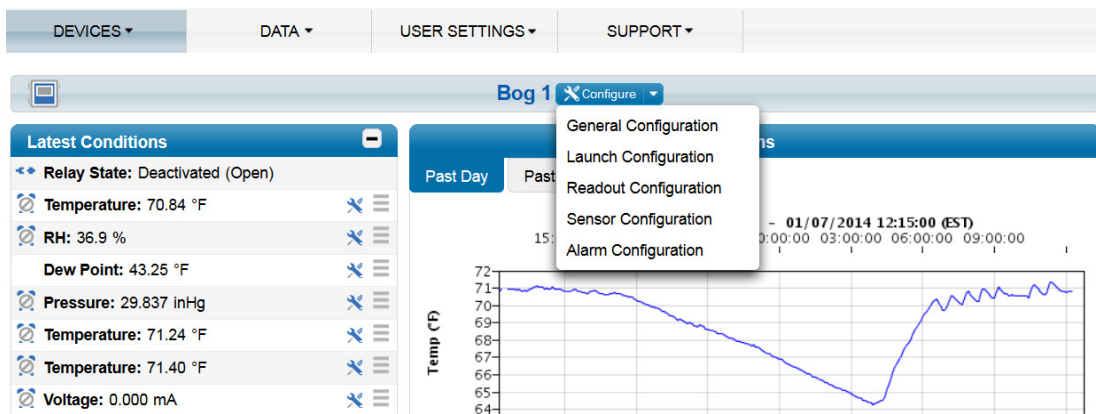 DEVICES DATA USER SETTINGS SUPPORT
Bog 1 Configure
General Configuration
Launch Configuration
Readout Configuration
Sensor Configuration
Alarm Configuration
Latest Conditions
Relay State: Deactivated (Open)
Temperature: 70.84 °F
RH: 36.9 %
Dew Point: 43.25 °F
Pressure: 29.837 inHg
Temperature: 71.24 °F
Temperature: 71.40 °F
Voltage: 0.000 mA
ns
Past Day Past
- 01/07/2014 12:15:00 (EST)
15: 0:00:00 03:00:00 06:00:00 09:00:00
Temp (°F)
72
71
70
69
68
67
66
65
64